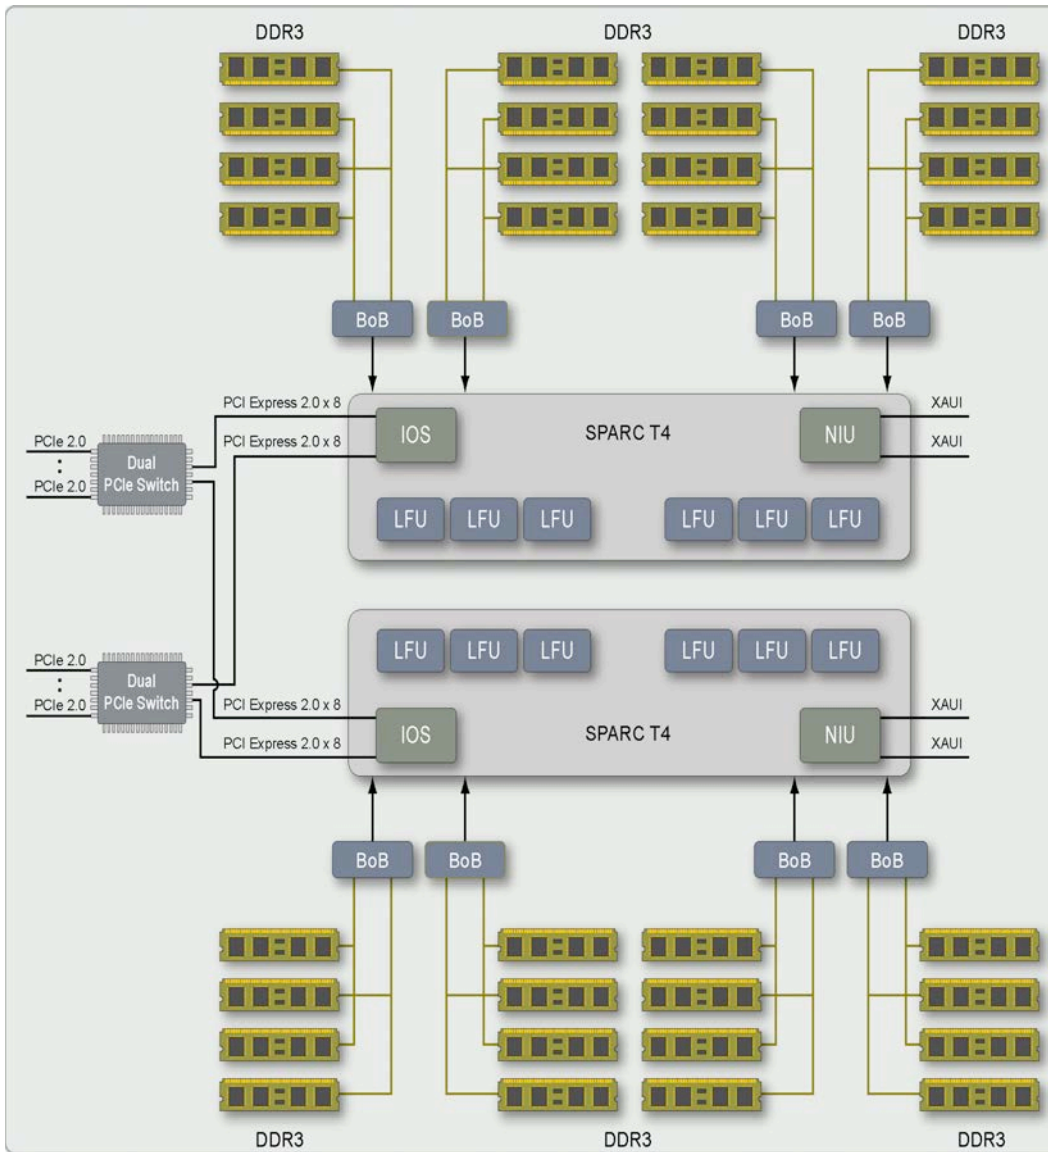 DDR3 DDR3 DDR3
BoB BoB BoB BoB
PCI Express 2.0 x 8
IOS
SPARC T4
NIU
XAUI
PCI Express 2.0 x 8
XAUI
PCIe 2.0
Dual
PCIe Switch
PCIe 2.0
LFU LFU LFU LFU LFU LFU
LFU LFU LFU LFU LFU LFU
PCIe 2.0
Dual
PCIe Switch
PCIe 2.0
PCI Express 2.0 x 8
IOS
SPARC T4
NIU
XAUI
PCI Express 2.0 x 8
XAUI
BoB BoB BoB BoB
DDR3 DDR3 DDR3